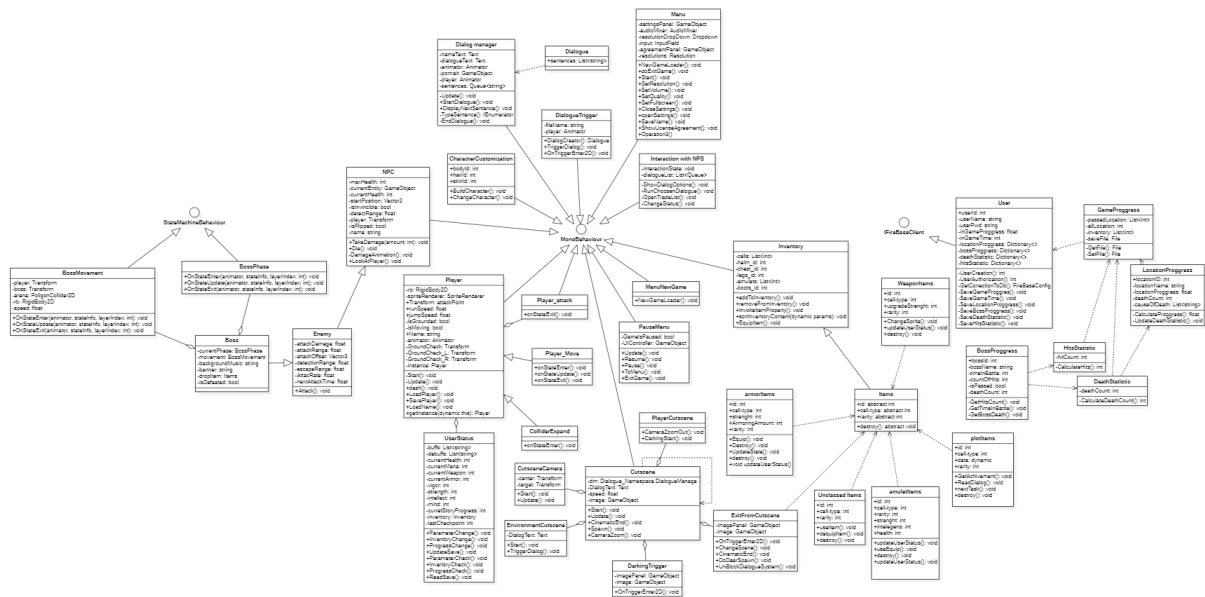 Menu
-settingsPanel: GameObject
-audioMixer: AudioMixer
-resolutionDropDown: Dropdown
-input: InputField
-agreementPanel: GameObject
-resolutions: Resolution
+NewGameLoader(): void
+doExitGame(): void
+Start(): void
+SetResolution(): void
+SetVolume(): void
+SetQuality(): void
+SetFullscreen(): void
+CloseSettings(): void
+openSettings(): void
+SaveName(): void
+ShowLicenseAgreement(): void
+Operation3()
Dialog manager
-nameText: Text
-dialogueText: Text
-animator: Animator
-portrait: GameObject
-player: Animator
-sentences: Queue<string>
-Update(): void
+StartDialogue(): void
+DisplayNextSentence(): void
-TypeSentence(): IEnumerator
-EndDialogue(): void
Dialogue
+sentences: List<string>
DialogueTrigger
-fileName: string
-player: Animator
+DialogCreator(): Dialogue
+TriggerDialog(): void
+OnTriggerEnter2D(): void
CharacterCustomization
+bodyId: int
+hairId: int
+skinId: int
+BuildCharacter(): void
+ChangeCharacter(): void
Interaction with NPS
-interactionState: void
-dialogueList: List<Queue>
-ShowDialogOptions(): void
-RunChoosenDialogue(): void
-OpenTradeList(): void
-ChangeStatus(): void
NPC
-maxHealth: int
-currentEntity: GameObject
-currentHealth: int
-startPosition: Vector3
-isInvincible: bool
-detectRange: float
-player: Transform
-isFlipped: bool
-name: string
+TakeDamage(amount: int): void
+Die(): void
-DamageAnimation(): void
+LookAtPlayer(): void
StateMachineBehaviour
MonoBehaviour
IFireBaseClient
BossMovement
-player: Transform
-boss: Transform
-arena: PoligonCollider2D
-rb: RigidBody2D
-speed: float
+OnStateEnter(animator, stateInfo, layerIndex: int): void
+OnStateUpdate(animator, stateInfo, layerIndex: int): void
+OnStateExit(animator, stateInfo, layerIndex: int): void
BossPhase
+OnStateEnter(animator, stateInfo, layerIndex: int): void
+OnStateUpdate(animator, stateInfo, layerIndex: int): void
+OnStateExit(animator, stateInfo, layerIndex: int): void
Boss
-currentPhase: BossPhase
-movement: BossMovement
-backgroundMusic: string
-banner: string
-dropItem: Items
-isDefeated: bool
Enemy
-attackDamage: float
-attackRange: float
-attackOffset: Vector3
-detectionRange: float
-escapeRange: float
-AttacRate: float
-nextAttackTime: float
+Attack(): void
Player
-rb: RigidBody2D
-spriteRenderer: SpriteRenderer
+Transform: attackPoint
+runSpeed: float
+jumpSpeed: float
-isGrounded: bool
-isMoving: bool
+Name: string
-animator: Animator
-GroundCheck: Transform
-GroundCheck_L: Transform
-GroundCheck_R: Transform
-instance: Player
-Start(): void
-Update(): void
+dash(): void
+LoadPlayer(): void
+SavePlayer(): void
+LoadName(): void
+getInstance(dynamic this): Player
Player_attack
+onStateExit(): void
Player_Move
+onStateEnter(): void
+onStateUpdate(): void
+onStateExit(): void
ColliderExpand
+onStateEnter(): void
MenuNewGame
+NewGameLoader(): void
PauseMenu
-GameIsPaused: bool
-UIController: GameObject
+Update(): void
+Resume(): void
+Pause(): void
+ToMenu(): void
+ExitGame(): void
UserStatus
-buffs: List<string>
-debuffs: List<string>
-currentHealth: int
-currentMana: int
-currentWeapon: int
-currentArmor: int
-vigor: int
-strength: int
-intelect: int
-mind: int
-curretStoryProgress: int
-inventory: Inventory
-lastCheckpoint: int
+ParameterChange(): void
+InventoryChange(): void
+ProgressChange(): void
+UpdateSave(): void
+ParameterCheck(): void
+InventoryCheck(): void
+ProgressCheck(): void
+ReadSave(): void
CutsceneCamera
-center: Transform
-target: Transform
+Start(): void
+Update(): void
EnvironmentCutscene
-DialogText: Text
+Start(): void
+TriggerDialog(): void
PlayerCutscene
+CameraZoomOut(): void
+DarkingStart(): void
Cutscene
-dm: Dialogue_Namespace.DialogueManage
-DialogText: Text
-speed: float
-image: GameObject
+Start(): void
+Update(): void
+CinematicEnd(): void
+Spawn(): void
+CameraZoom(): void
DarkingTrigger
-imagePanel: GameObject
-image: GameObject
+OnTriggerEnter2D(): void
ExitFromCutscene
-imagePanel: GameObject
-image: GameObject
+OnTriggerEnter2D(): void
+ChangeScene(): void
+CinematicEnd(): void
+DoDearSpawn(): void
+UnBlockDialogueSystem(): void
Inventory
-cells: List<int>
-helm_id: int
-chest_id: int
-legs_id: int
-amulets: List<int>
-boots_id: int
+addToInventory(): void
+removeFromInventory(): void
+InvokeItemProperty(): void
+sortInventoryContent(dynamic params): void
+EquipItem(): void
WeaponItems
+id: int
+cell-type: int
+upgradeStrenght: int
+rarity: int
+ChangeSprite(): void
+updateUserStatus(): void
+destroy(): void
armorItems
+id: int
+cell-type: int
+strenght: int
+ArmoringAmount: int
+rarity: int
+Equip(): void
+Destroy(): void
+UpdateState(): void
+destroy(): void
+void updateUserStatus()
Items
+id: abstract int
+cell-type: abstract int
+rarity: abstract int
+destroy(): abstract void
plotItems
+id: int
+cell-type: int
+data: dynamic
+rarity: int
+GetAchivement(): void
+ReadDialog(): void
+nextTask(): void
+destroy(): void
Unclassed Items
+id: int
+cell-type: int
+rarity: int
+useItem(): void
+dequipItem(): void
+destroy(): void
amuletItems
+id: int
+cell-type: int
+rarity: int
+strenght: int
+intelegens: int
+health: int
+updateUserStatus(): void
+useEquip(): void
+destroy(): void
+updateUserStatus(): void
User
+userId: int
-userName: string
-userPwd: string
-inGameProggress: float
-inGameTime: int
-locationProggress: Dictionary<>
-bossProggress: Dictionary<>
-deathStatistic: Dictionary<>
-hitsStatistic: Dictionary<>
-UserCreation(): void
-UserAuthorization(): void
-GetConectionToDb(): FireBaseConfig
-SaveGameProggres(): void
-SaveGameTime(): void
-SaveLocationProggress(): void
-SaveBossProggress(): void
-SaveDeathStatistic(): void
-SaveHitsStatistic(): void
GameProggress
-passedLocation: List<int>
-allLocation: int
-inventory: List<int>
-saveFile: File
-GetFile(): File
-SetFile(): File
LocationProggress
+locationID: int
-locationName: string
-locationProggress: float
-deathCount: int
-causeOfDeath: List<string>
-CalculateProggress(): float
-UpdateDeathStatistic(): void
BossProggress
-bossId: int
-bossName: string
-timeInBattle: int
-countOfHits: int
-isPassed: bool
-deathCount: int
-GetHitsCount(): int
-GetTimeInBattle: int
-GetBossDeath(): int
HitsStatistic
-hitCount: int
-CalculateHits(): int
DeathStatistic
-deathCount: int
-CalculateDeathCount(): int